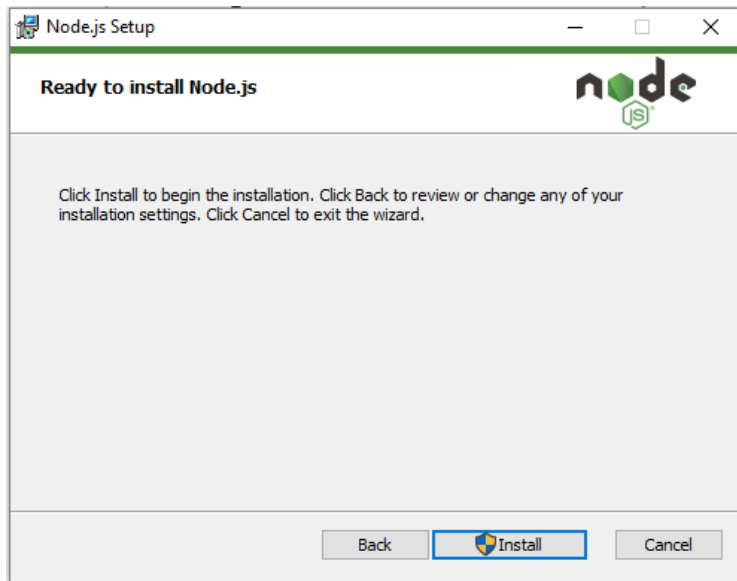 Node.js Setup
Ready to install Node.js
node
JS
Click Install to begin the installation. Click Back to review or change any of your
installation settings. Click Cancel to exit the wizard.
Back
Install
Cancel